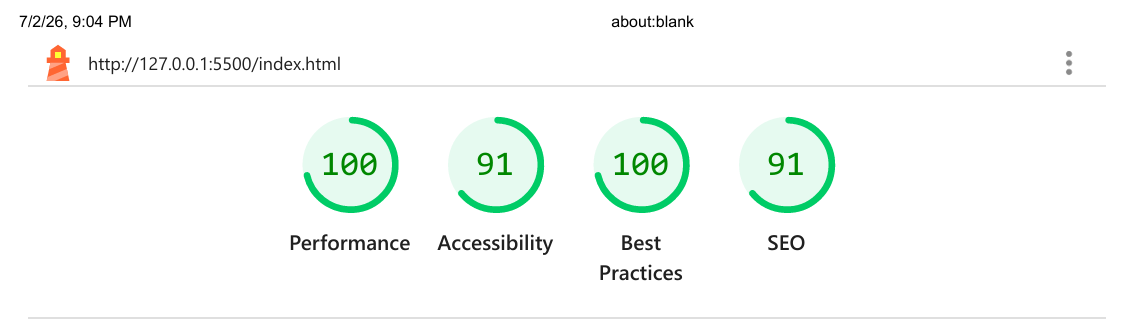 7/2/26, 9:04 PM about:blank
http://127.0.0.1:5500/index.html
100 91 100 91
Performance Accessibility Best Practices SEO